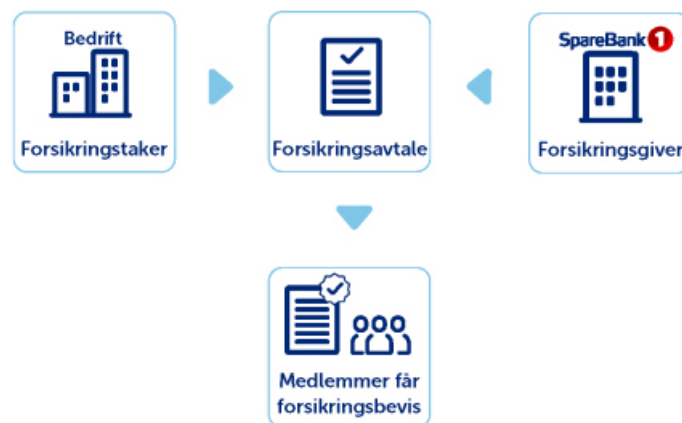 Bedrift
Forsikringstaker
Forsikringsavtale
SpareBank 1
Forsikringsgiver
Medlemmer får
forsikringsbevis